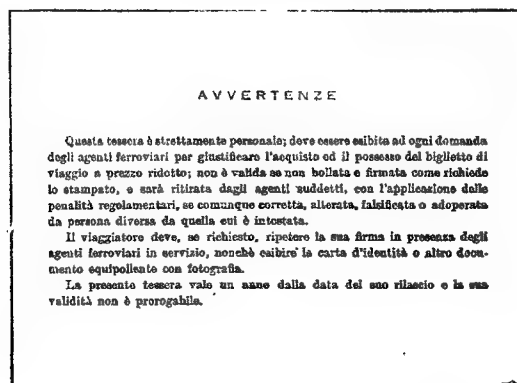 AVVERTENZE
Questa tessera è strettamente personale; deve essere esibita ad ogni domanda
degli agenti ferroviari per giustificare l'acquisto ed il possesso del biglietto di
viaggio a prezzo ridotto; non è valida se non bollata e firmata come richiede
lo stampato, e sarà ritirata dagli agenti suddetti, con l'applicazione delle
penalità regolamentari, se comunque corretta, alterata, falsificata o adoperata
da persona diversa da quella cui è intestata.
Il viaggiatore deve, se richiesto, ripetere la sua firma in presenza degli
agenti ferroviari in servizio, nonchè esibire la carta d'identità o altro docu-
mento equipollente con fotografia.
La presente tessera vale un anno dalla data del suo rilascio e la sua
validità non è prorogabile.